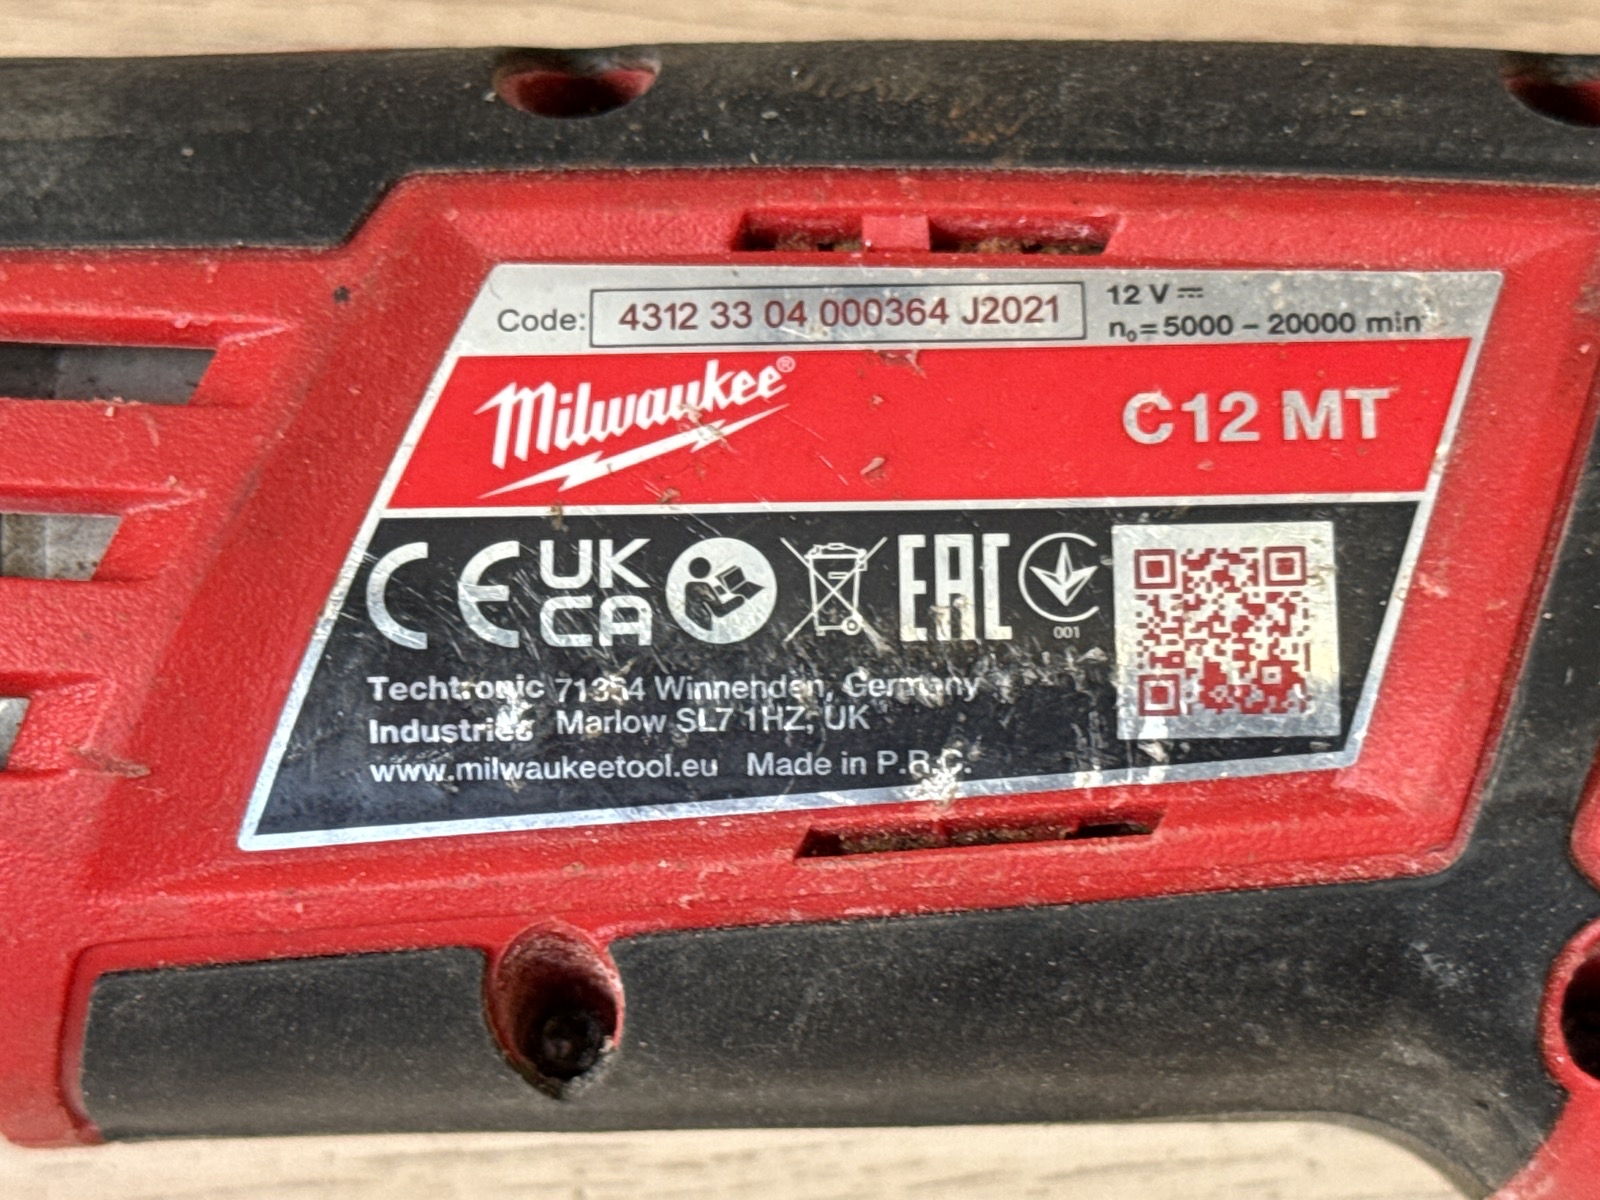 Code: 4312 33 04 000364 J2021
12 V
n₀= 5000 – 20000 min
Milwaukee®
C12 MT
CE UK CA EAC
001
Techtronic Industries
71364 Winnenden, Germany
Marlow SL7 1HZ, UK
www.milwaukeetool.eu Made in P.R.C.